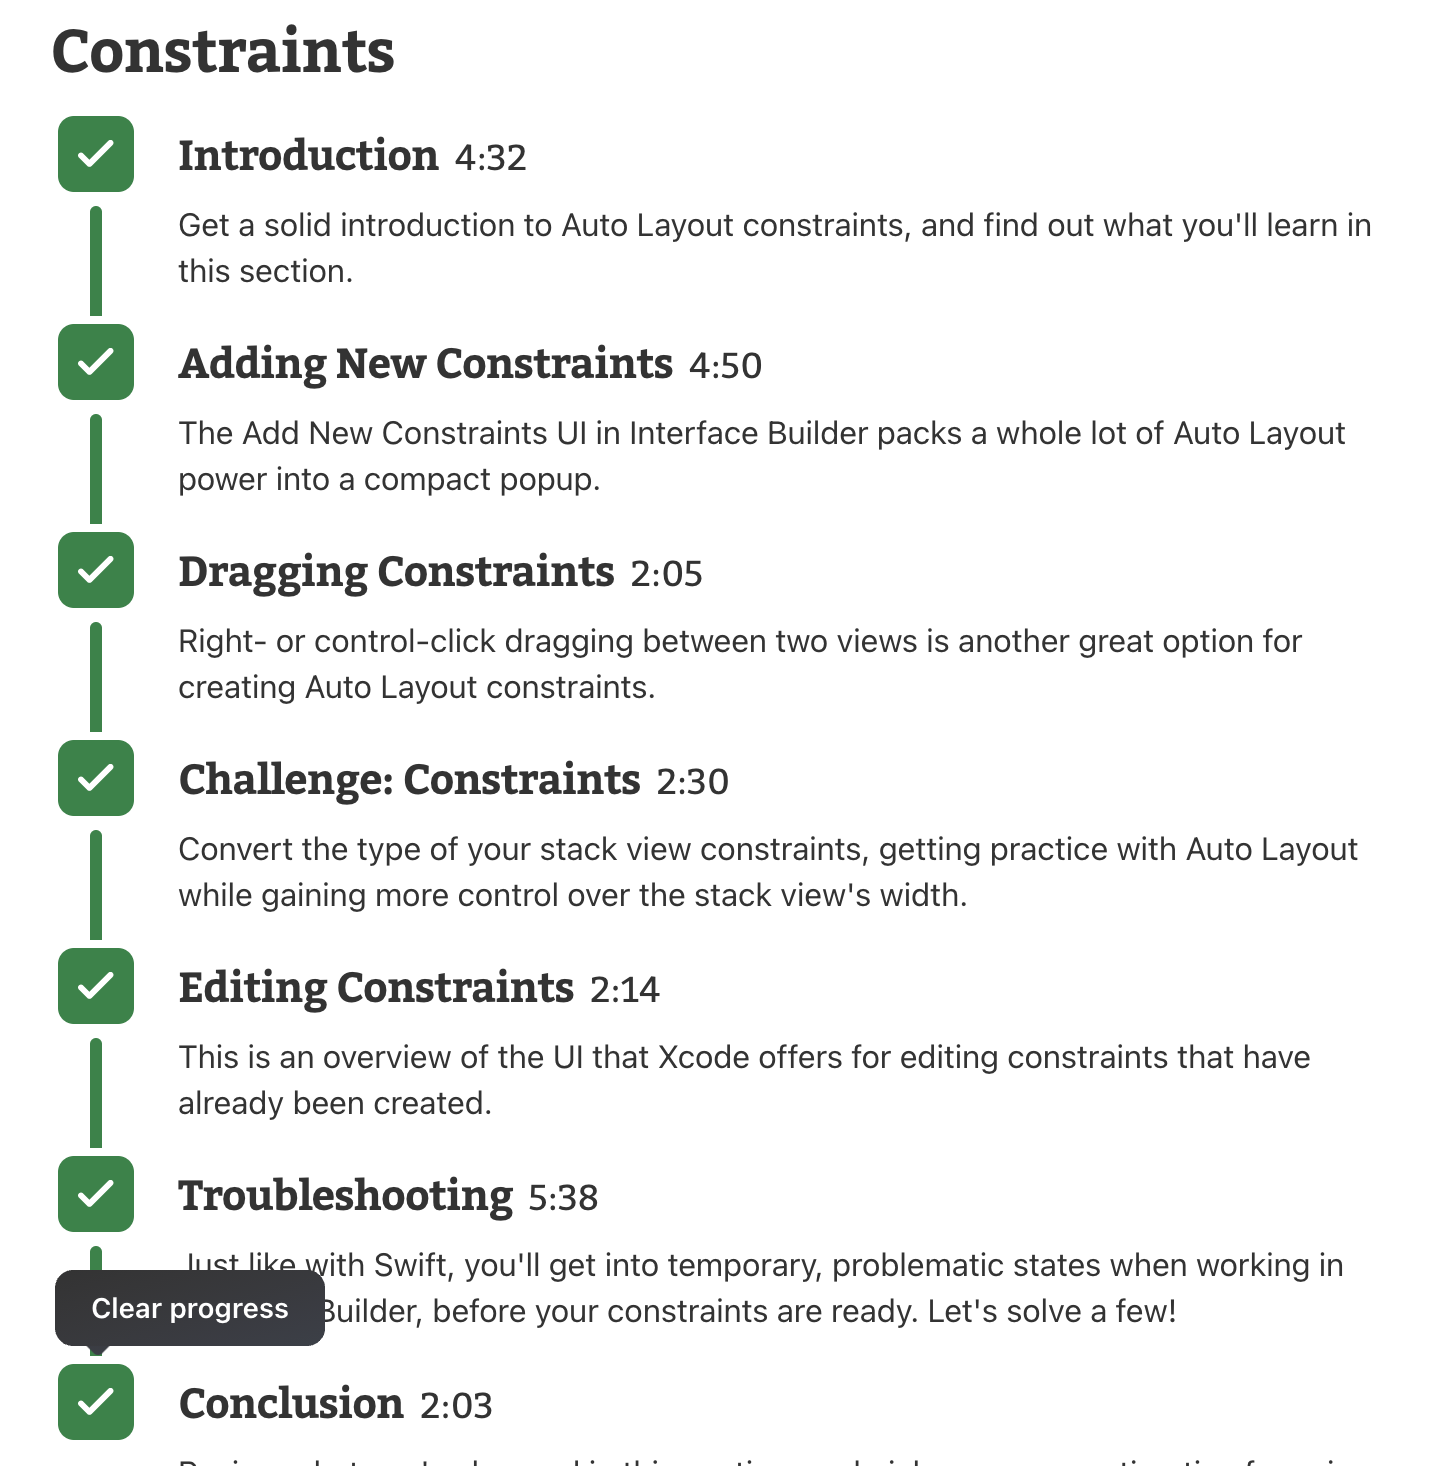 Constraints
Introduction 4:32
Get a solid introduction to Auto Layout constraints, and find out what you'll learn in
this section.
Adding New Constraints 4:50
The Add New Constraints UI in Interface Builder packs a whole lot of Auto Layout
power into a compact popup.
Dragging Constraints 2:05
Right- or control-click dragging between two views is another great option for
creating Auto Layout constraints.
Challenge: Constraints 2:30
Convert the type of your stack view constraints, getting practice with Auto Layout
while gaining more control over the stack view's width.
Editing Constraints 2:14
This is an overview of the UI that Xcode offers for editing constraints that have
already been created.
Troubleshooting 5:38
Just like with Swift, you'll get into temporary, problematic states when working in
Builder, before your constraints are ready. Let's solve a few!
Clear progress
Conclusion 2:03